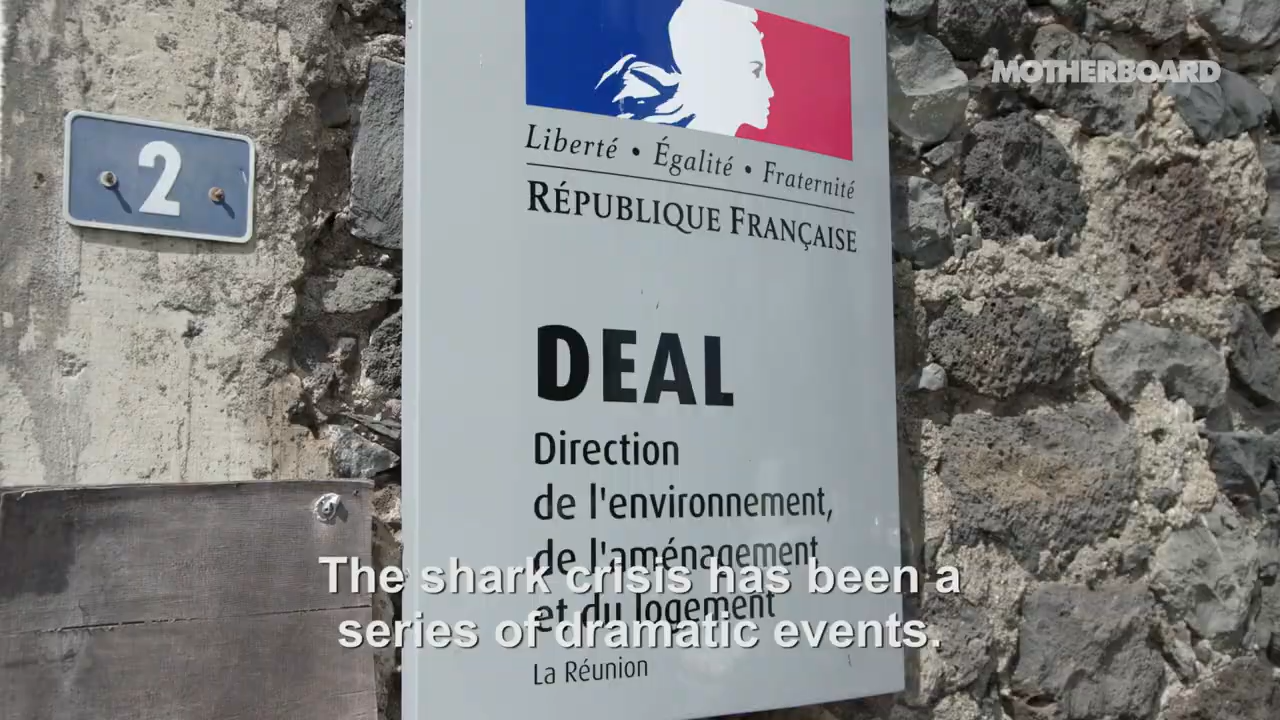 MOTHERBOARD
2
Liberté • Égalité • Fraternité
RÉPUBLIQUE FRANÇAISE
DEAL
Direction
de l'environnement,
de l'aménagement
et du logement
The shark crisis has been a
series of dramatic events.
La Réunion